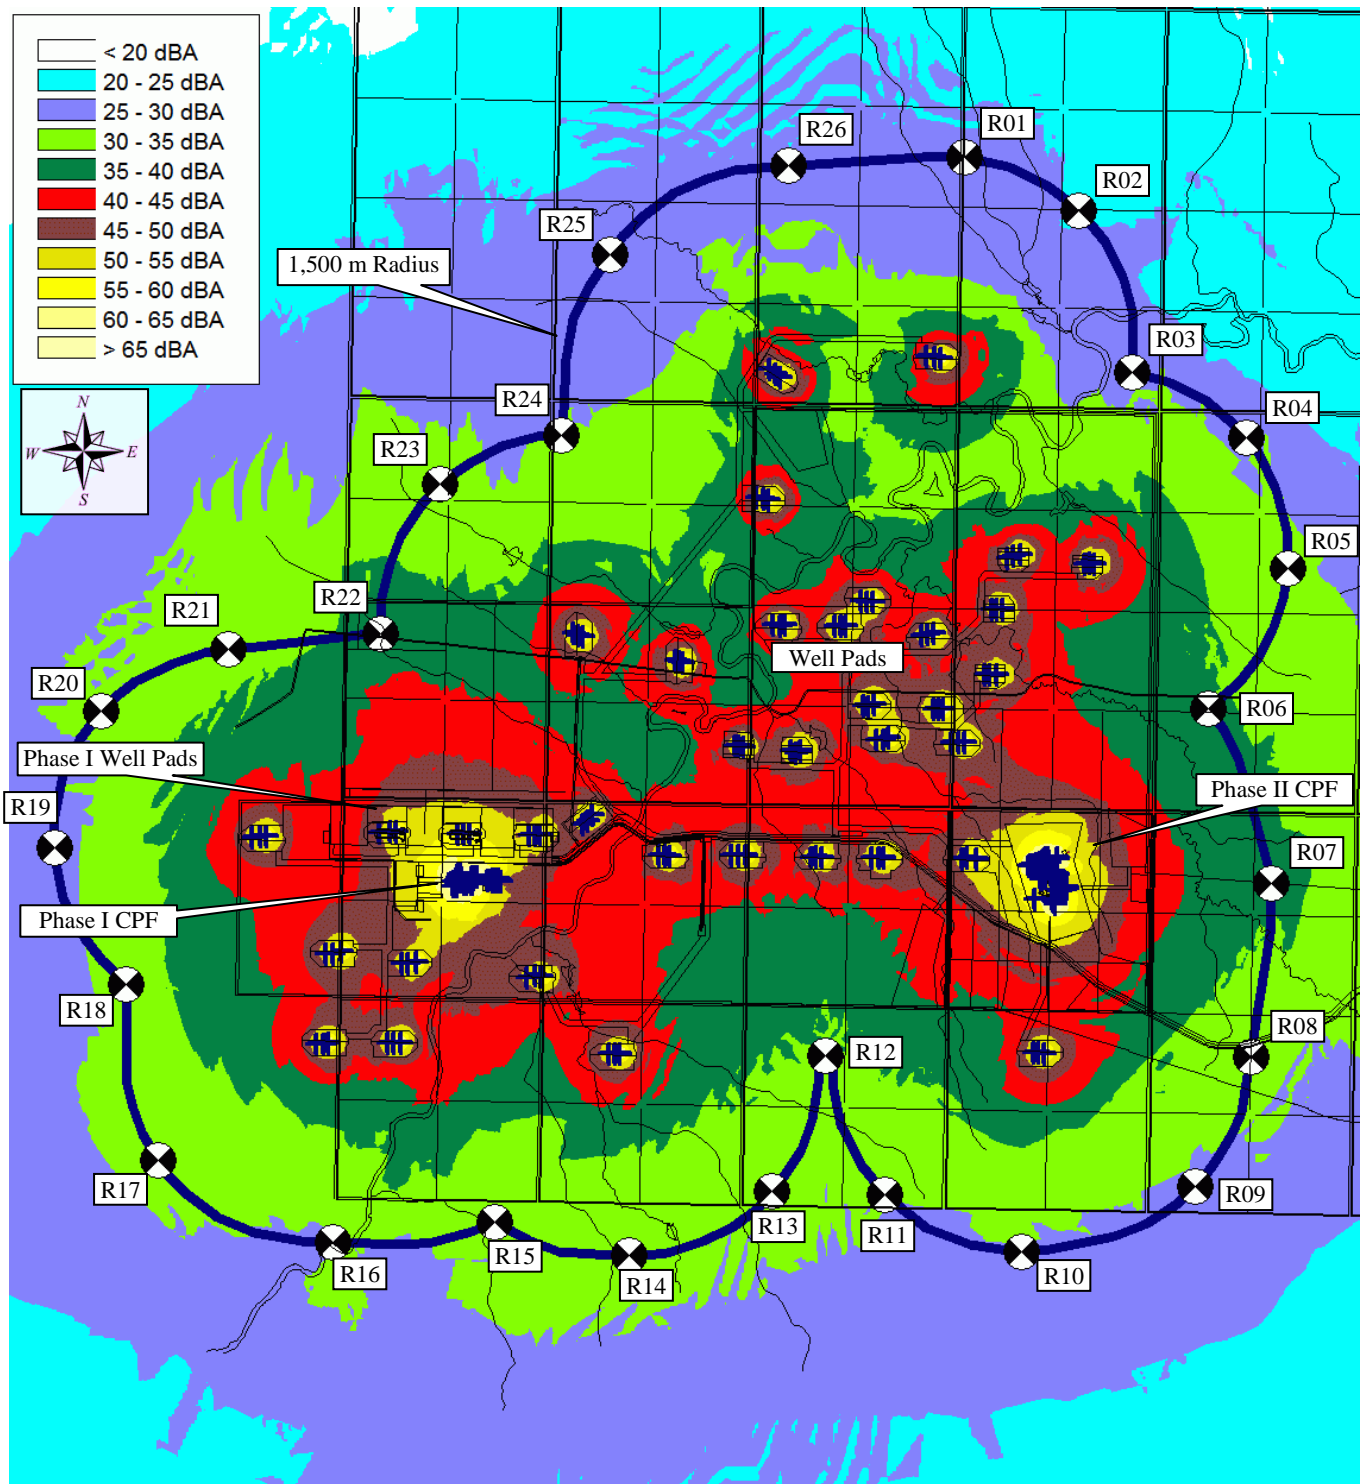 < 20 dBA
20 - 25 dBA
25 - 30 dBA
30 - 35 dBA
35 - 40 dBA
40 - 45 dBA
45 - 50 dBA
50 - 55 dBA
55 - 60 dBA
60 - 65 dBA
> 65 dBA
N
W E
S
R26
R01
R02
R25
1,500 m Radius
R03
R24
R04
R23
R05
R22
R21
Well Pads
R20
R06
Phase I Well Pads
Phase II CPF
R19
R07
Phase I CPF
R18
R08
R12
R17
R09
R13
R11
R15
R16
R14
R10